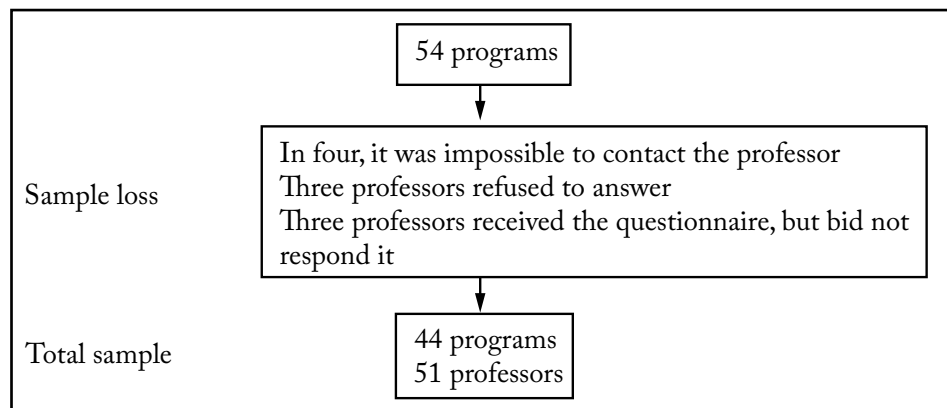 54 programs
In four, it was impossible to contact the professor
Three professors refused to answer
Sample loss
Three professors received the questionnaire, but bid not
respond it
44 programs
Total sample
51 professors